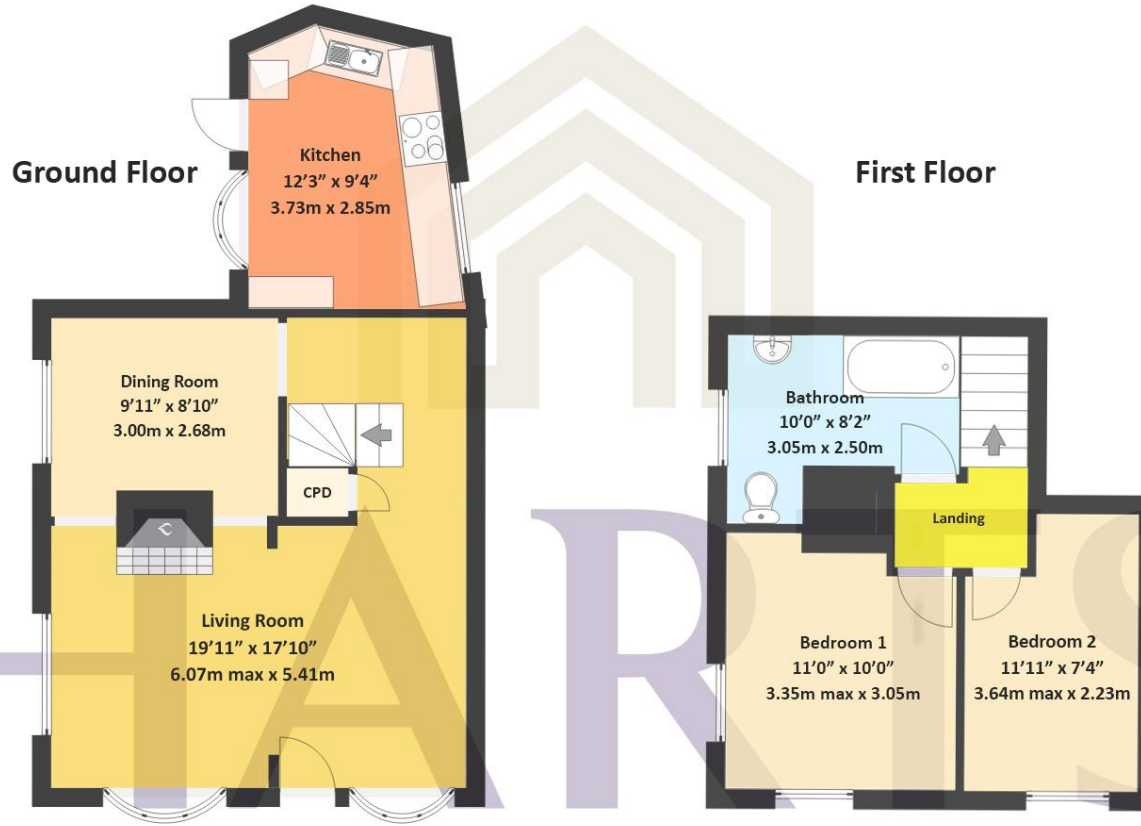 Ground Floor
Kitchen
12’3” x 9’4”
3.73m x 2.85m
Dining Room
9’11” x 8’10”
3.00m x 2.68m
CPD
Living Room
19’11” x 17’10”
6.07m max x 5.41m
First Floor
Bathroom
10’0” x 8’2”
3.05m x 2.50m
Landing
Bedroom 1
11’0” x 10’0”
3.35m max x 3.05m
Bedroom 2
11’11” x 7’4”
3.64m max x 2.23m
HARTS